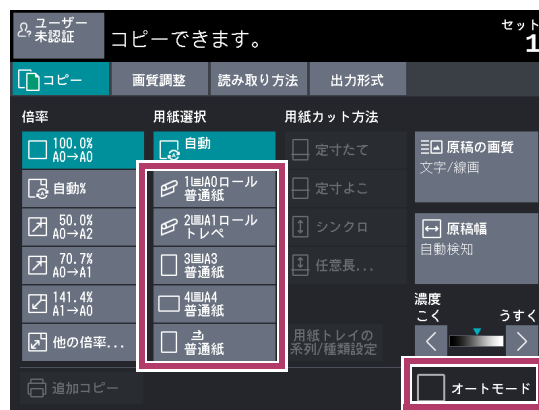 ユーザー
未認証
コピーできます。
セット
1
コピー
画質調整
読み取り方法
出力形式
倍率
用紙選択
用紙カット方法
100.0%
A0→A0
自動
定寸たて
原稿の画質
文字/線画
自動%
1 A0ロール
普通紙
定寸よこ
50.0%
A0→A2
2 A1ロール
トレペ
シンクロ
原稿幅
自動検知
70.7%
A0→A1
3 A3
普通紙
任意長...
141.4%
A1→A0
4 A4
普通紙
濃度
こく うすく
他の倍率...
普通紙
用紙トレイの
系列/種類設定
追加コピー
オートモード